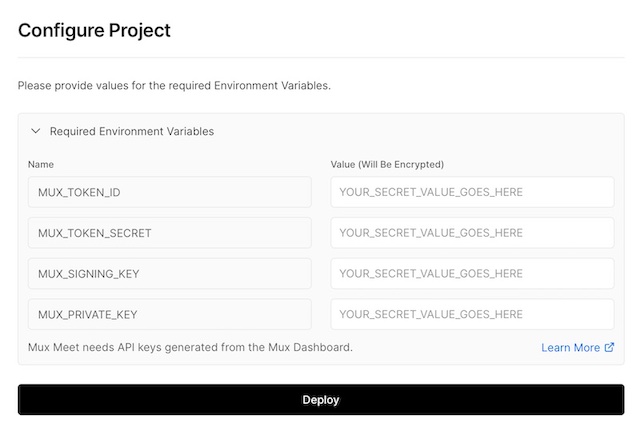 Configure Project
Please provide values for the required Environment Variables.
Required Environment Variables
Name Value (Will Be Encrypted)
MUX_TOKEN_ID YOUR_SECRET_VALUE_GOES_HERE
MUX_TOKEN_SECRET YOUR_SECRET_VALUE_GOES_HERE
MUX_SIGNING_KEY YOUR_SECRET_VALUE_GOES_HERE
MUX_PRIVATE_KEY YOUR_SECRET_VALUE_GOES_HERE
Mux Meet needs API keys generated from the Mux Dashboard. Learn More
Deploy